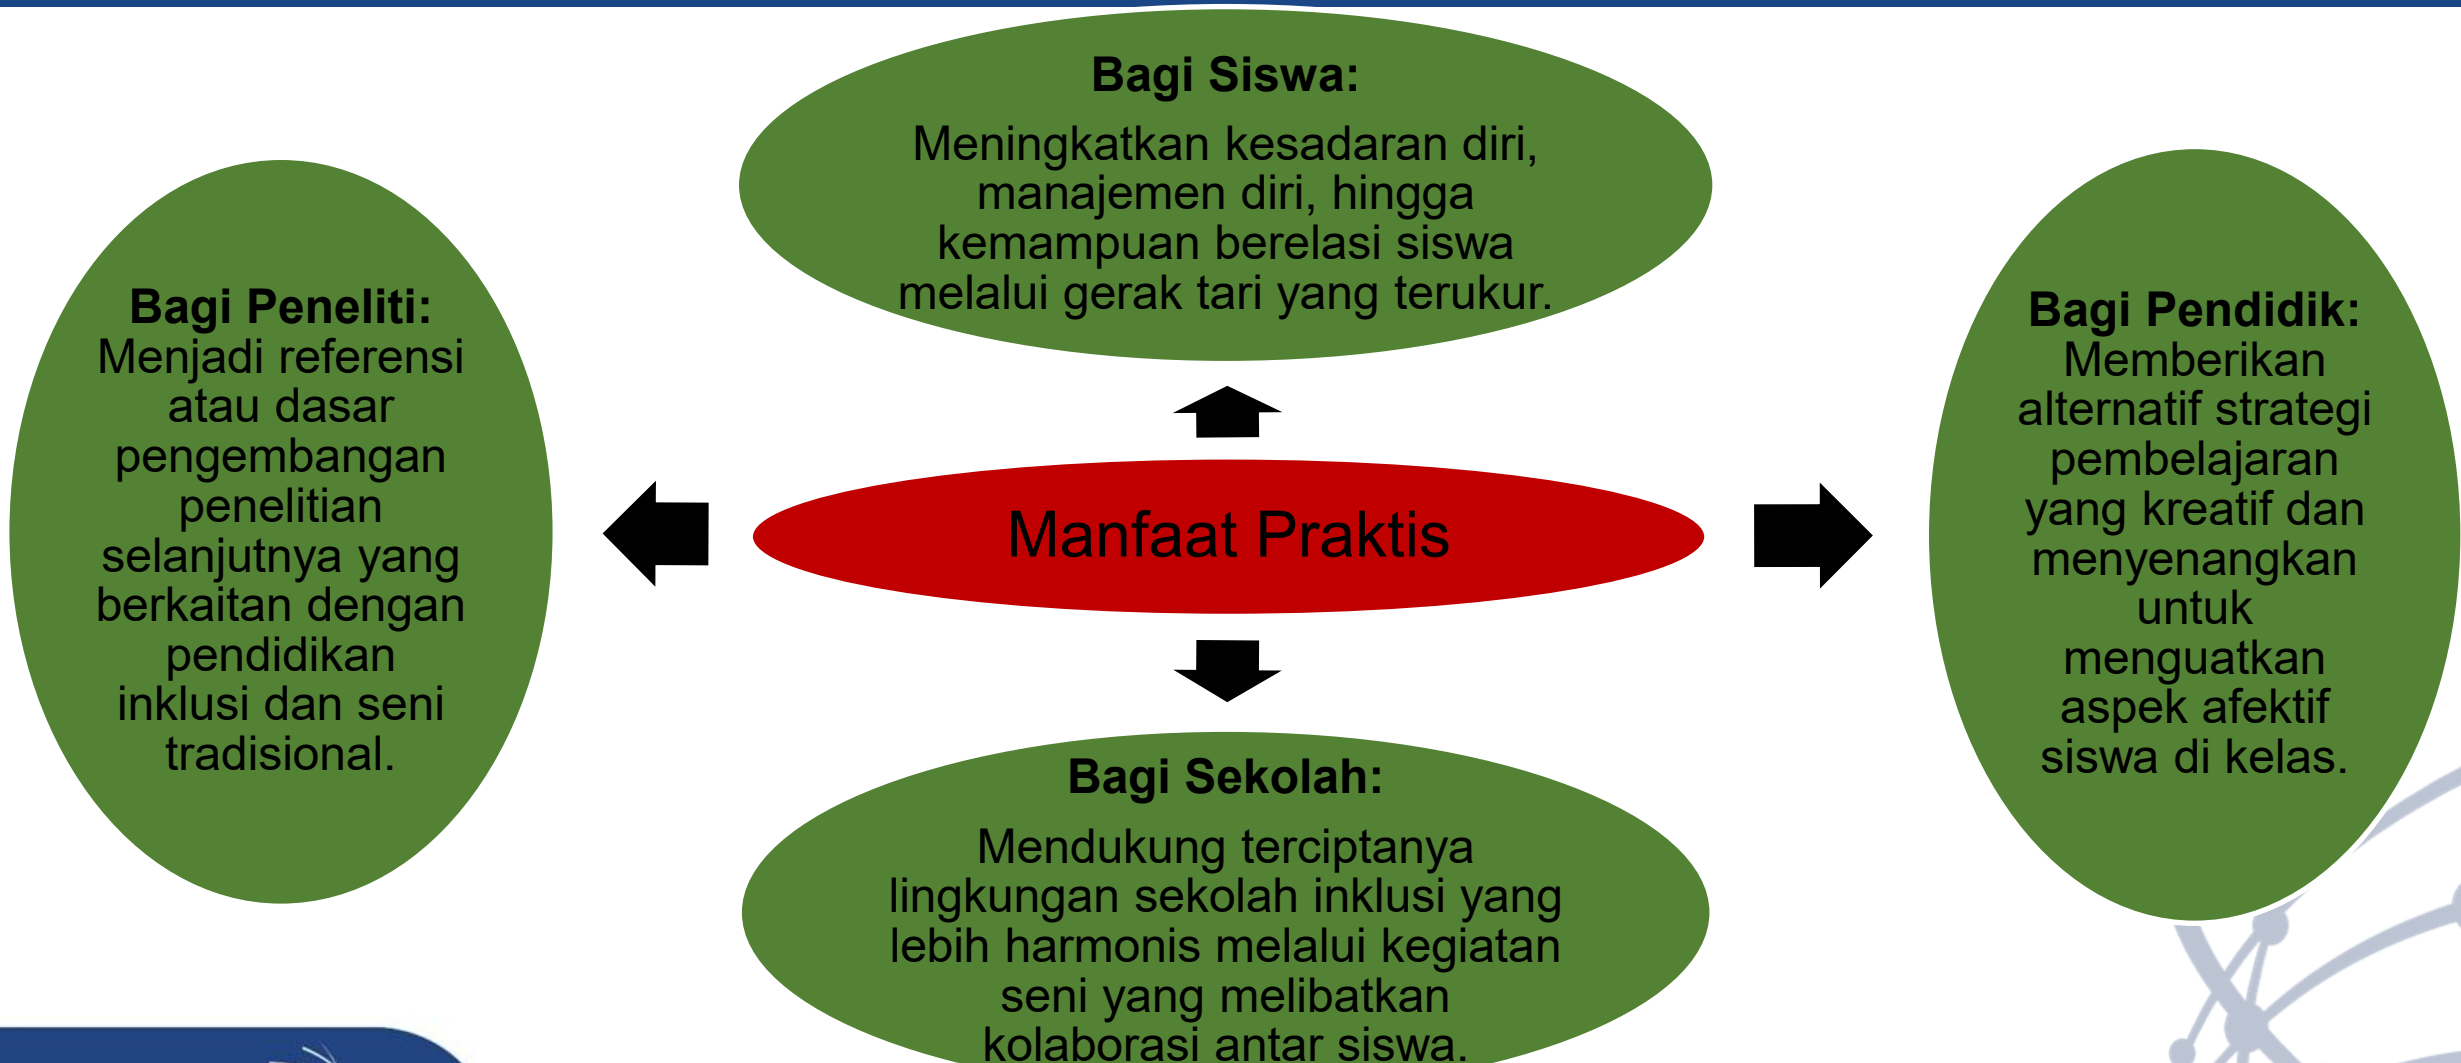 Bagi Siswa:
Meningkatkan kesadaran diri,
manajemen diri, hingga
kemampuan berelasi siswa
melalui gerak tari yang terukur.
Bagi Peneliti:
Menjadi referensi
atau dasar
pengembangan
penelitian
selanjutnya yang
berkaitan dengan
pendidikan
inklusi dan seni
tradisional.
Manfaat Praktis
Bagi Pendidik:
Memberikan
alternatif strategi
pembelajaran
yang kreatif dan
menyenangkan
untuk
menguatkan
aspek afektif
siswa di kelas.
Bagi Sekolah:
Mendukung terciptanya
lingkungan sekolah inklusi yang
lebih harmonis melalui kegiatan
seni yang melibatkan
kolaborasi antar siswa.